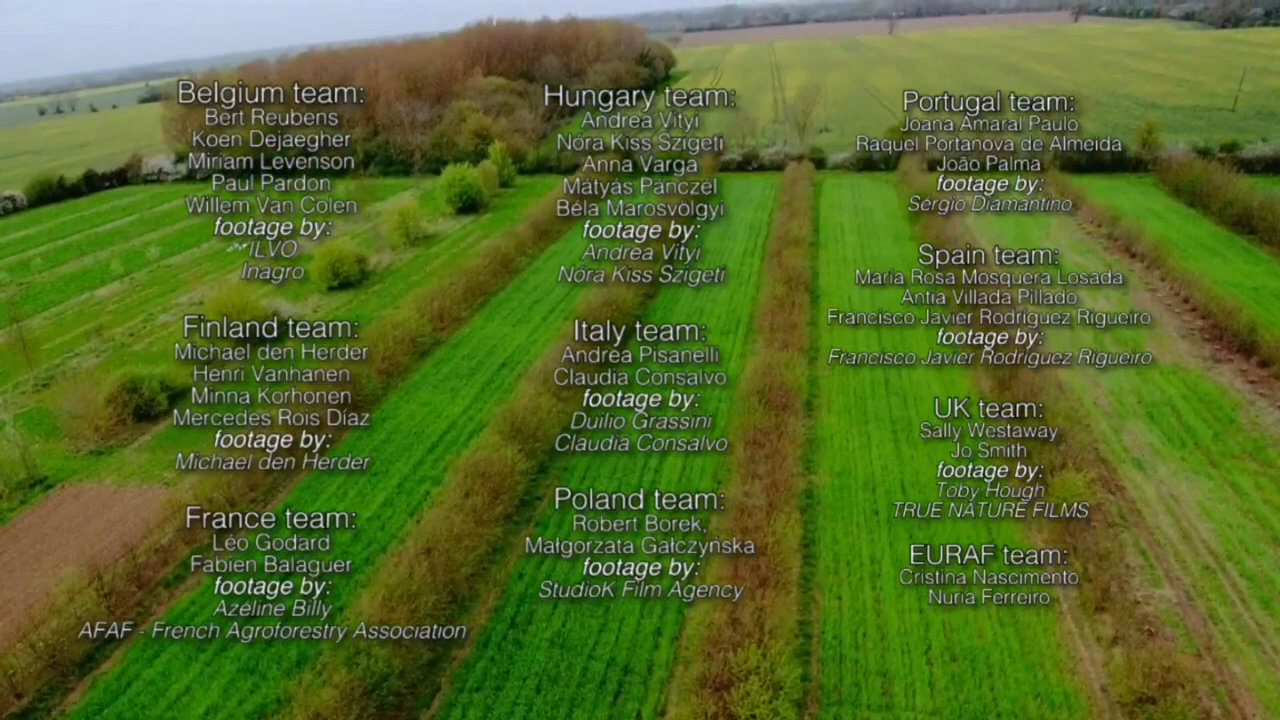 Belgium team:
Bert Reubens
Koen Dejaegher
Miriam Levenson
Paul Pardon
Willem Van Colen
footage by:
ILVO
Inagro
Finland team:
Michael den Herder
Henri Vanhanen
Minna Korhonen
Mercedes Rois Díaz
footage by:
Michael den Herder
France team:
Léo Godard
Fabien Balaguer
footage by:
Azéline Billy
AFAF - French Agroforestry Association
Hungary team:
Andrea Vityi
Nóra Kiss Szigeti
Anna Varga
Mátyás Pánczél
Béla Marosvölgyi
footage by:
Andrea Vityi
Nóra Kiss Szigeti
Italy team:
Andrea Pisanelli
Claudia Consalvo
footage by:
Duilio Grassini
Claudia Consalvo
Poland team:
Robert Borek,
Małgorzata Gałczyńska
footage by:
StudioK Film Agency
Portugal team:
Joana Amaral Paulo
Raquel Portanova de Almeida
João Palma
footage by:
Sérgio Diamantino
Spain team:
Maria Rosa Mosquera Losada
Antia Villada Pillado
Francisco Javier Rodríguez Rigueiro
footage by:
Francisco Javier Rodríguez Rigueiro
UK team:
Sally Westaway
Jo Smith
footage by:
Toby Hough
TRUE NATURE FILMS
EURAF team:
Cristina Nascimento
Nuria Ferreiro